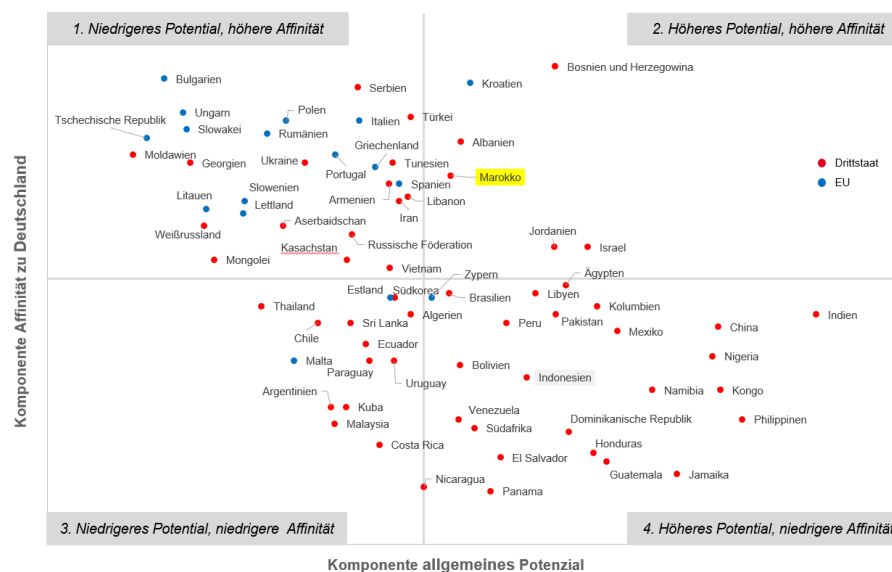 1. Niedrigeres Potential, höhere Affinität
2. Höheres Potential, höhere Affinität
Bosnien und Herzegowina
Bulgarien
Serbien
Kroatien
Ungarn
Polen
Tschechische Republik
Slowakei
Rumänien
Italien
Türkei
Griechenland
Albanien
Moldawien
Georgien
Ukraine
Portugal
Tunesien
Marokko
Drittstaat
EU
Spanien
Slowenien
Armenien
Libanon
Litauen
Lettland
Iran
Aserbaidschan
Weißrussland
Jordanien
Russische Föderation
Kasachstan
Israel
Mongolei
Vietnam
Zypern
Ägypten
Estland
Südkorea
Brasilien
Libyen
Thailand
Algerien
Kolumbien
Indien
Chile
Sri Lanka
Peru
Pakistan
Mexiko
China
Ecuador
Nigeria
Malta
Paraguay
Uruguay
Bolivien
Indonesien
Argentinien
Namibia
Kongo
Kuba
Malaysia
Venezuela
Südafrika
Dominikanische Republik
Philippinen
Costa Rica
El Salvador
Honduras
Guatemala
Jamaika
Nicaragua
Panama
3. Niedrigeres Potential, niedrigere Affinität
4. Höheres Potential, niedrigere Affinität
Komponente Affinität zu Deutschland
Komponente allgemeines Potenzial